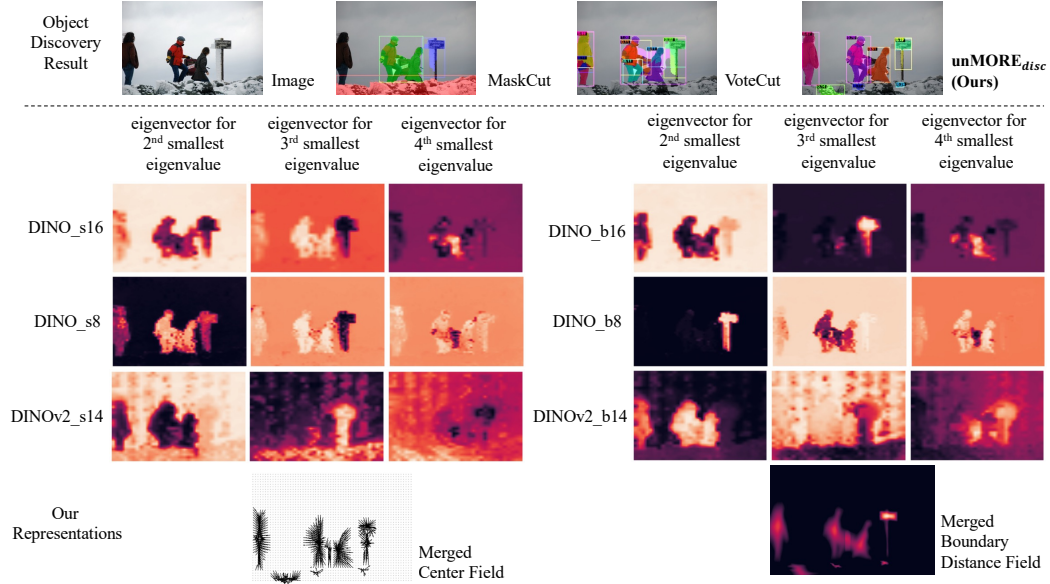 Object
Discovery
Result
Image
MaskCut
VoteCut
unMOREdisc
(Ours)
eigenvector for
2nd smallest
eigenvalue
eigenvector for
3rd smallest
eigenvalue
eigenvector for
4th smallest
eigenvalue
eigenvector for
2nd smallest
eigenvalue
eigenvector for
3rd smallest
eigenvalue
eigenvector for
4th smallest
eigenvalue
DINO_s16
DINO_b16
DINO_s8
DINO_b8
DINOv2_s14
DINOv2_b14
Our
Representations
Merged
Center Field
Merged
Boundary
Distance Field